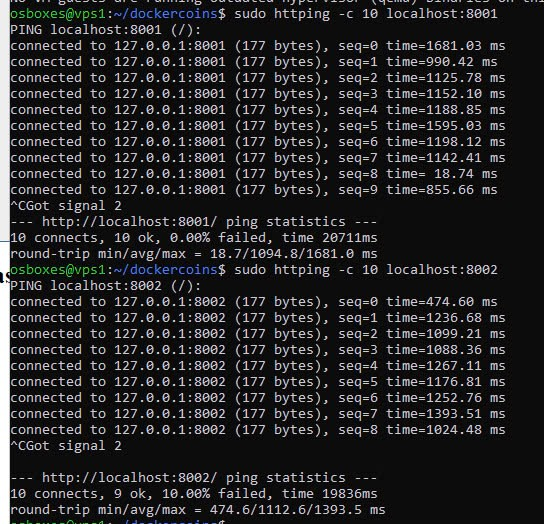 osboxes@vps1:~/dockercoins$ sudo httping -c 10 localhost:8001
PING localhost:8001 (/):
connected to 127.0.0.1:8001 (177 bytes), seq=0 time=1681.03 ms
connected to 127.0.0.1:8001 (177 bytes), seq=1 time=990.42 ms
connected to 127.0.0.1:8001 (177 bytes), seq=2 time=1125.78 ms
connected to 127.0.0.1:8001 (177 bytes), seq=3 time=1152.10 ms
connected to 127.0.0.1:8001 (177 bytes), seq=4 time=1188.85 ms
connected to 127.0.0.1:8001 (177 bytes), seq=5 time=1595.03 ms
connected to 127.0.0.1:8001 (177 bytes), seq=6 time=1198.12 ms
connected to 127.0.0.1:8001 (177 bytes), seq=7 time=1142.41 ms
connected to 127.0.0.1:8001 (177 bytes), seq=8 time= 18.74 ms
connected to 127.0.0.1:8001 (177 bytes), seq=9 time=855.66 ms
^CGot signal 2
--- http://localhost:8001/ ping statistics ---
10 connects, 10 ok, 0.00% failed, time 20711ms
round-trip min/avg/max = 18.7/1094.8/1681.0 ms
osboxes@vps1:~/dockercoins$ sudo httping -c 10 localhost:8002
PING localhost:8002 (/):
connected to 127.0.0.1:8002 (177 bytes), seq=0 time=474.60 ms
connected to 127.0.0.1:8002 (177 bytes), seq=1 time=1236.68 ms
connected to 127.0.0.1:8002 (177 bytes), seq=2 time=1099.21 ms
connected to 127.0.0.1:8002 (177 bytes), seq=3 time=1088.36 ms
connected to 127.0.0.1:8002 (177 bytes), seq=4 time=1267.11 ms
connected to 127.0.0.1:8002 (177 bytes), seq=5 time=1176.81 ms
connected to 127.0.0.1:8002 (177 bytes), seq=6 time=1252.76 ms
connected to 127.0.0.1:8002 (177 bytes), seq=7 time=1393.51 ms
connected to 127.0.0.1:8002 (177 bytes), seq=8 time=1024.48 ms
^CGot signal 2
--- http://localhost:8002/ ping statistics ---
10 connects, 9 ok, 10.00% failed, time 19836ms
round-trip min/avg/max = 474.6/1112.6/1393.5 ms